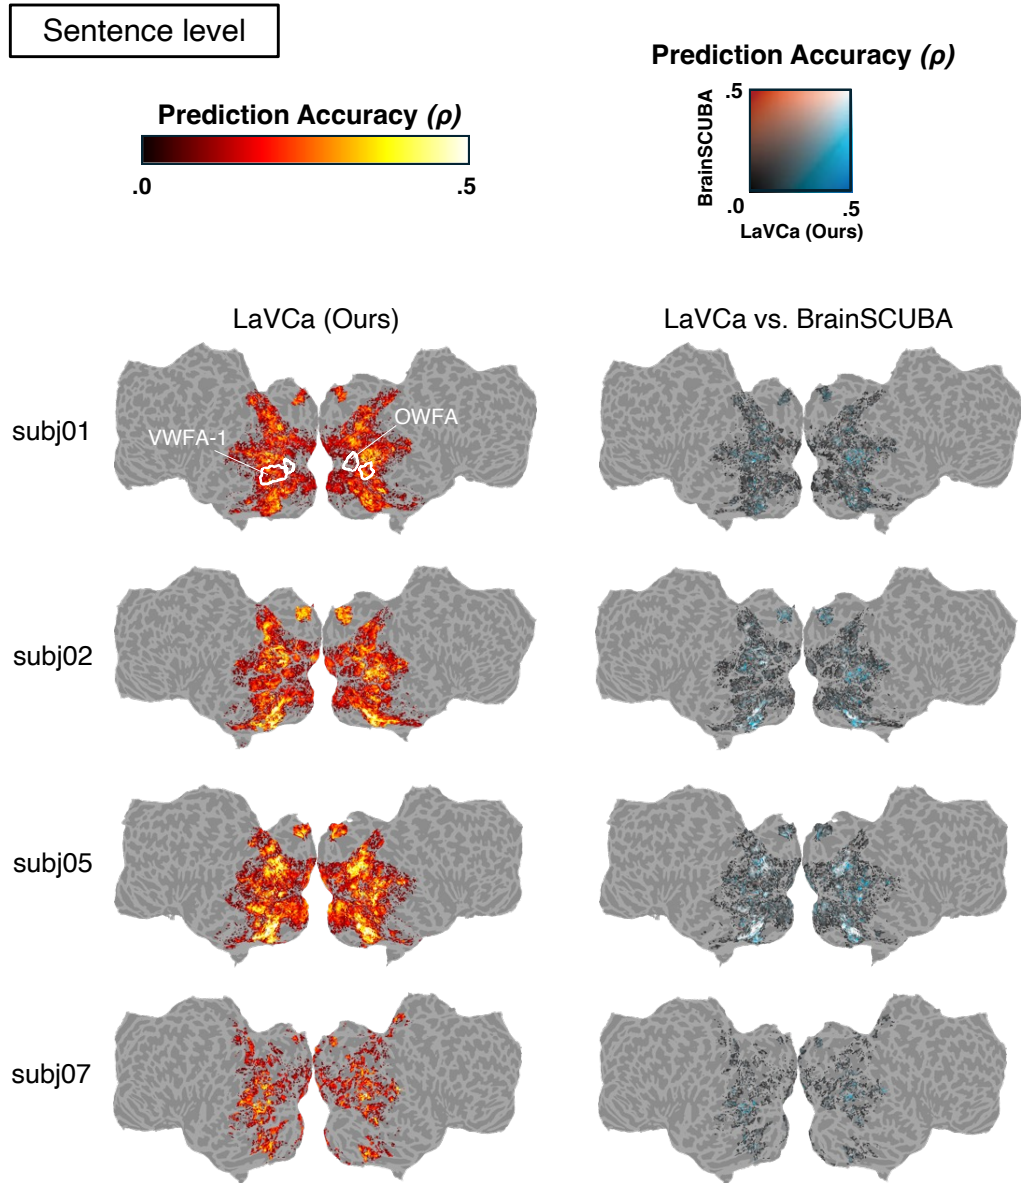 Sentence level
Prediction Accuracy (ρ)
.0 .5
Prediction Accuracy (ρ)
BrainSCUBA
.5
.0 .5
LaVCa (Ours)
LaVCa (Ours)
LaVCa vs. BrainSCUBA
subj01
VWFA-1
OWFA
subj02
subj05
subj07